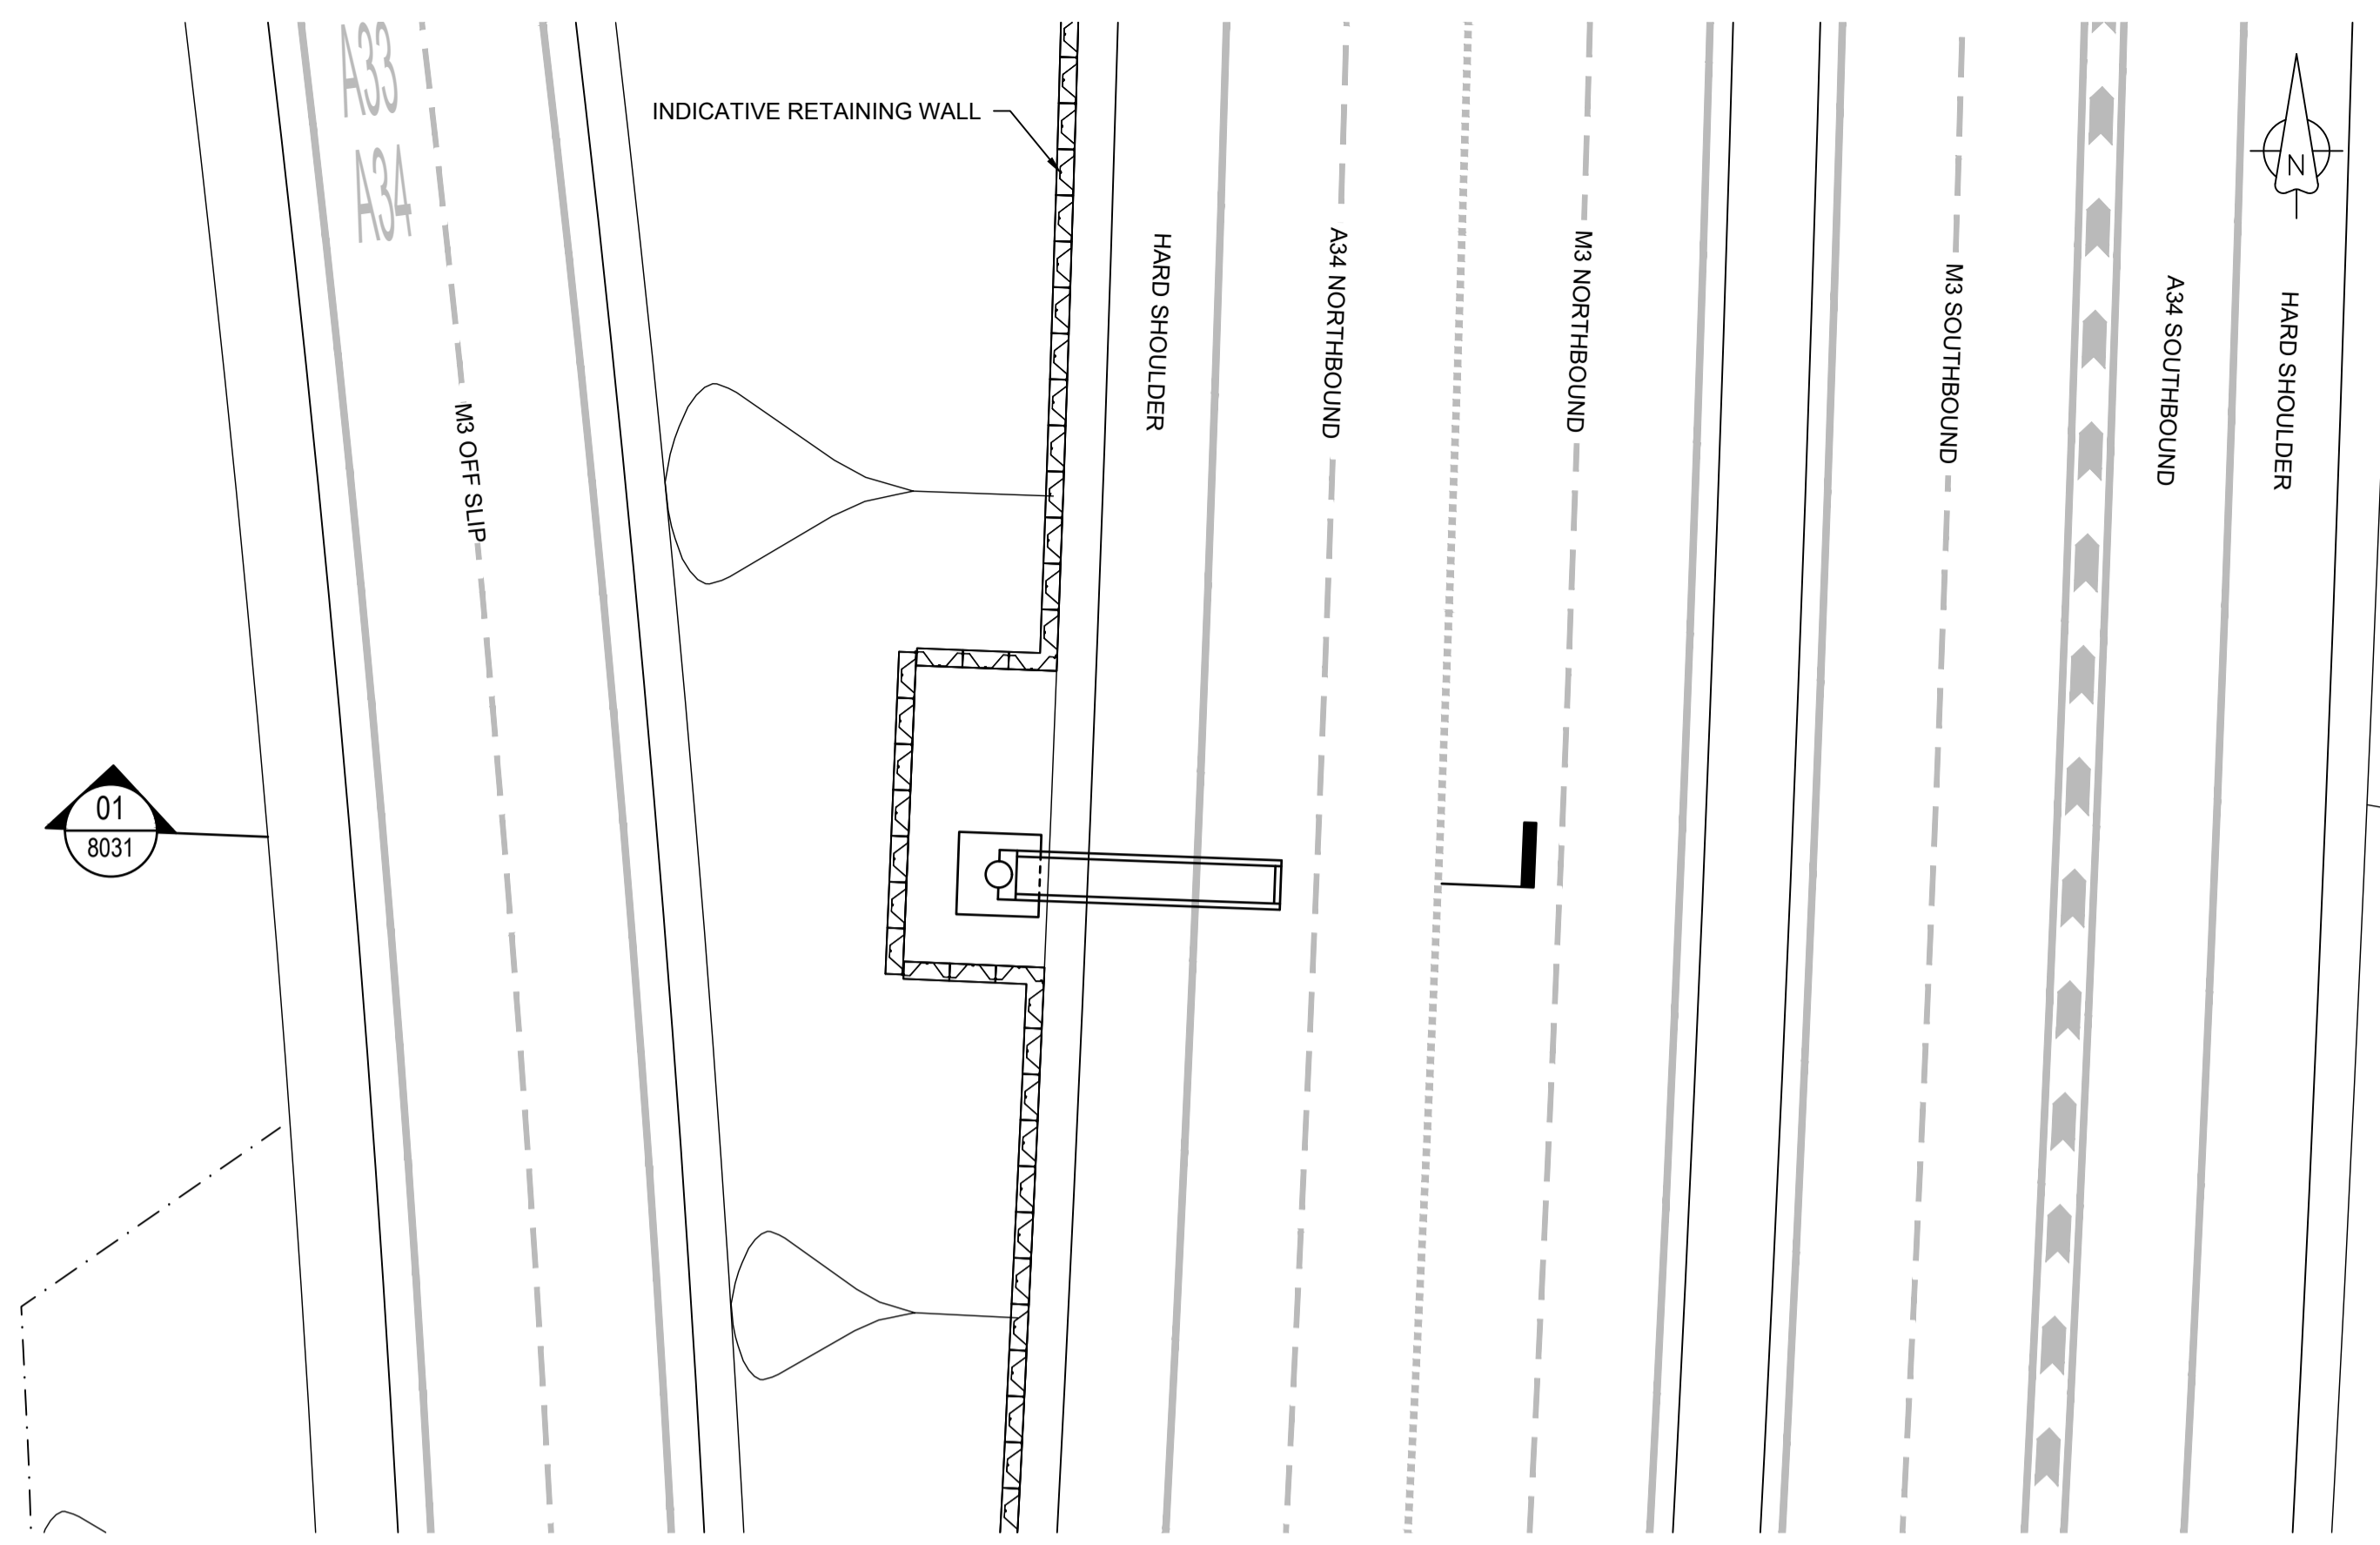 A33
A34
INDICATIVE RETAINING WALL
N
HARD SHOULDER
A34 NORTHBOUND
M3 NORTHBOUND
M3 SOUTHBOUND
A34 SOUTHBOUND
HARD SHOULDER
M3 OFF SLIP
01
8031